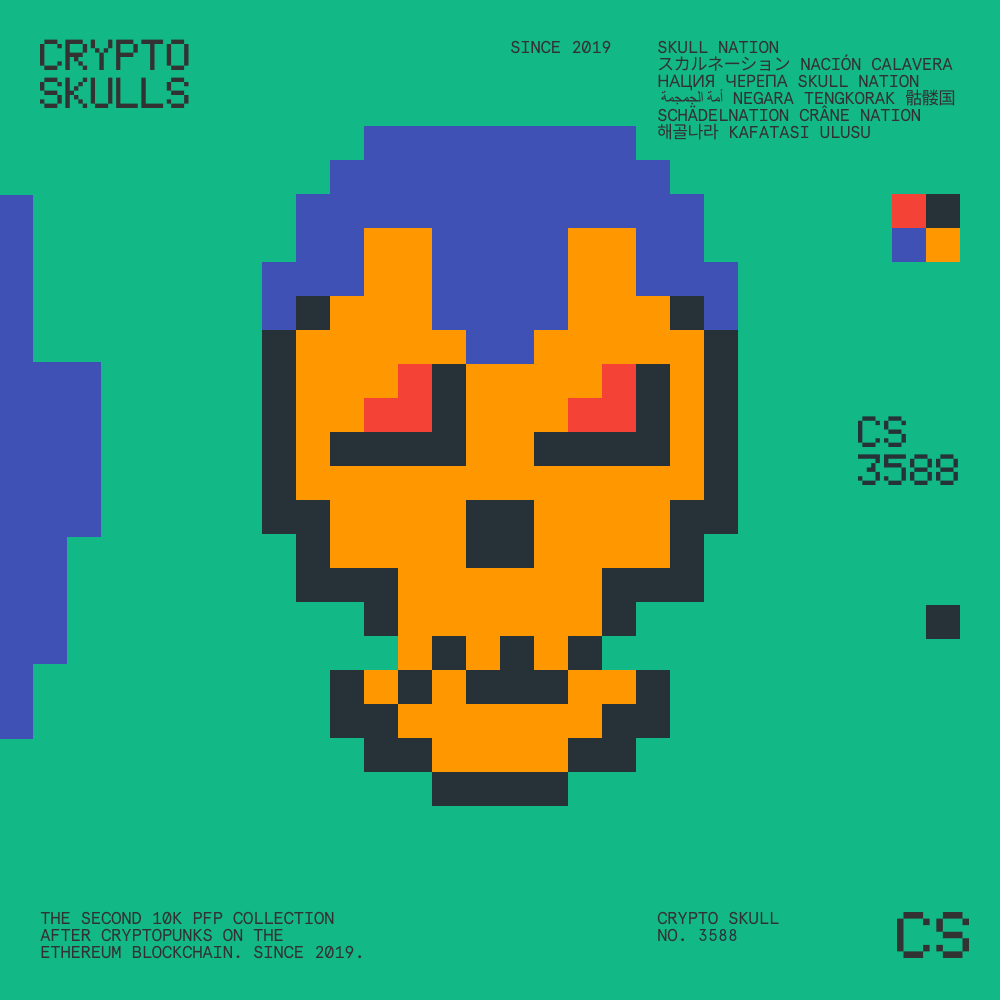 CRYPTO
SKULLS
SINCE 2019
SKULL NATION
スカルネーション NACIÓN CALAVERA
НАЦИЯ ЧЕРЕПА SKULL NATION
أمة الجمجمة NEGARA TENGKORAK 骷髅国
SCHÄDELNATION CRÂNE NATION
해골나라 KAFATASI ULUSU
CS
3588
THE SECOND 10K PFP COLLECTION
AFTER CRYPTOPUNKS ON THE
ETHEREUM BLOCKCHAIN. SINCE 2019.
CRYPTO SKULL
NO. 3588
CS